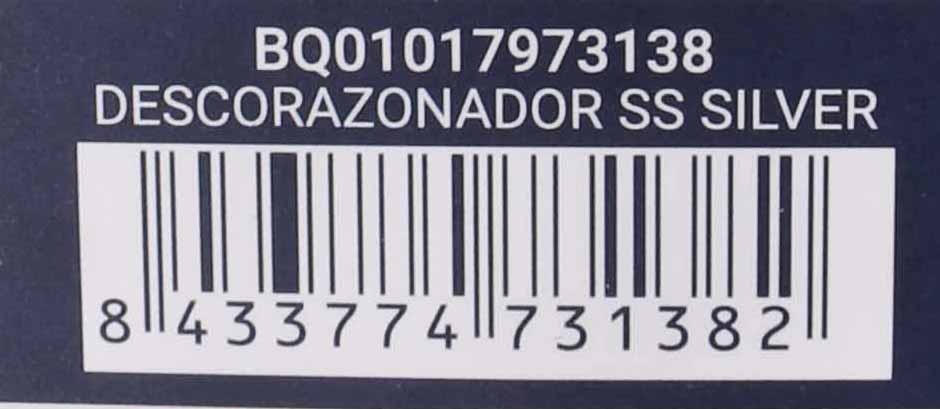 BQ01017973138
DESCORAZONADOR SS SILVER
8 433774 731382